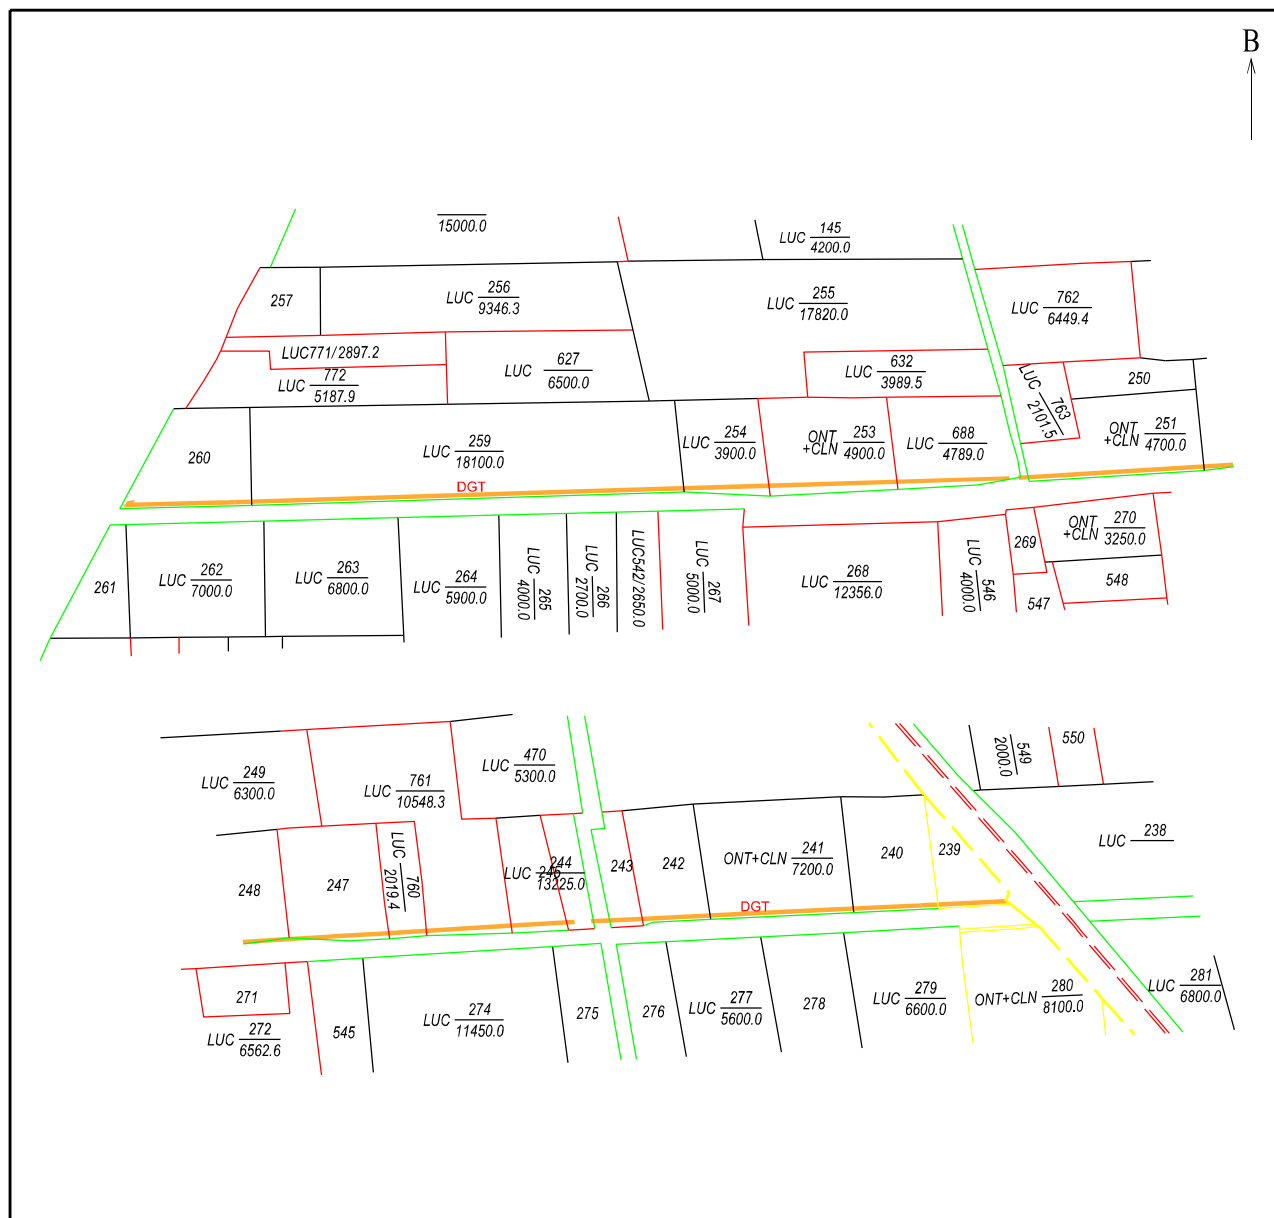 B
15000.0
LUC 145
4200.0
257
LUC 256
9346.3
LUC 255
17820.0
LUC 762
6449.4
LUC771/2897.2
LUC 772
5187.9
LUC 627
6500.0
LUC 632
3989.5
LUC 763
2101.5
250
260
LUC 259
18100.0
LUC 254
3900.0
ONT
+CLN 253
4900.0
LUC 688
4789.0
ONT
+CLN 251
4700.0
DGT
261
LUC 262
7000.0
LUC 263
6800.0
LUC 264
5900.0
LUC 265
4000.0
LUC 266
2700.0
LUC542/2650.0
LUC 267
5000.0
LUC 268
12356.0
LUC 546
4000.0
269
ONT
+CLN 270
3250.0
547
548
LUC 249
6300.0
LUC 761
10548.3
LUC 470
5300.0
549
2000.0
550
248
247
LUC 760
2019.4
LUC 244
13225.0
246
243
242
ONT+CLN 241
7200.0
240
239
LUC 238
DGT
271
LUC 272
6562.6
545
LUC 274
11450.0
275
276
LUC 277
5600.0
278
LUC 279
6600.0
ONT+CLN 280
8100.0
LUC 281
6800.0